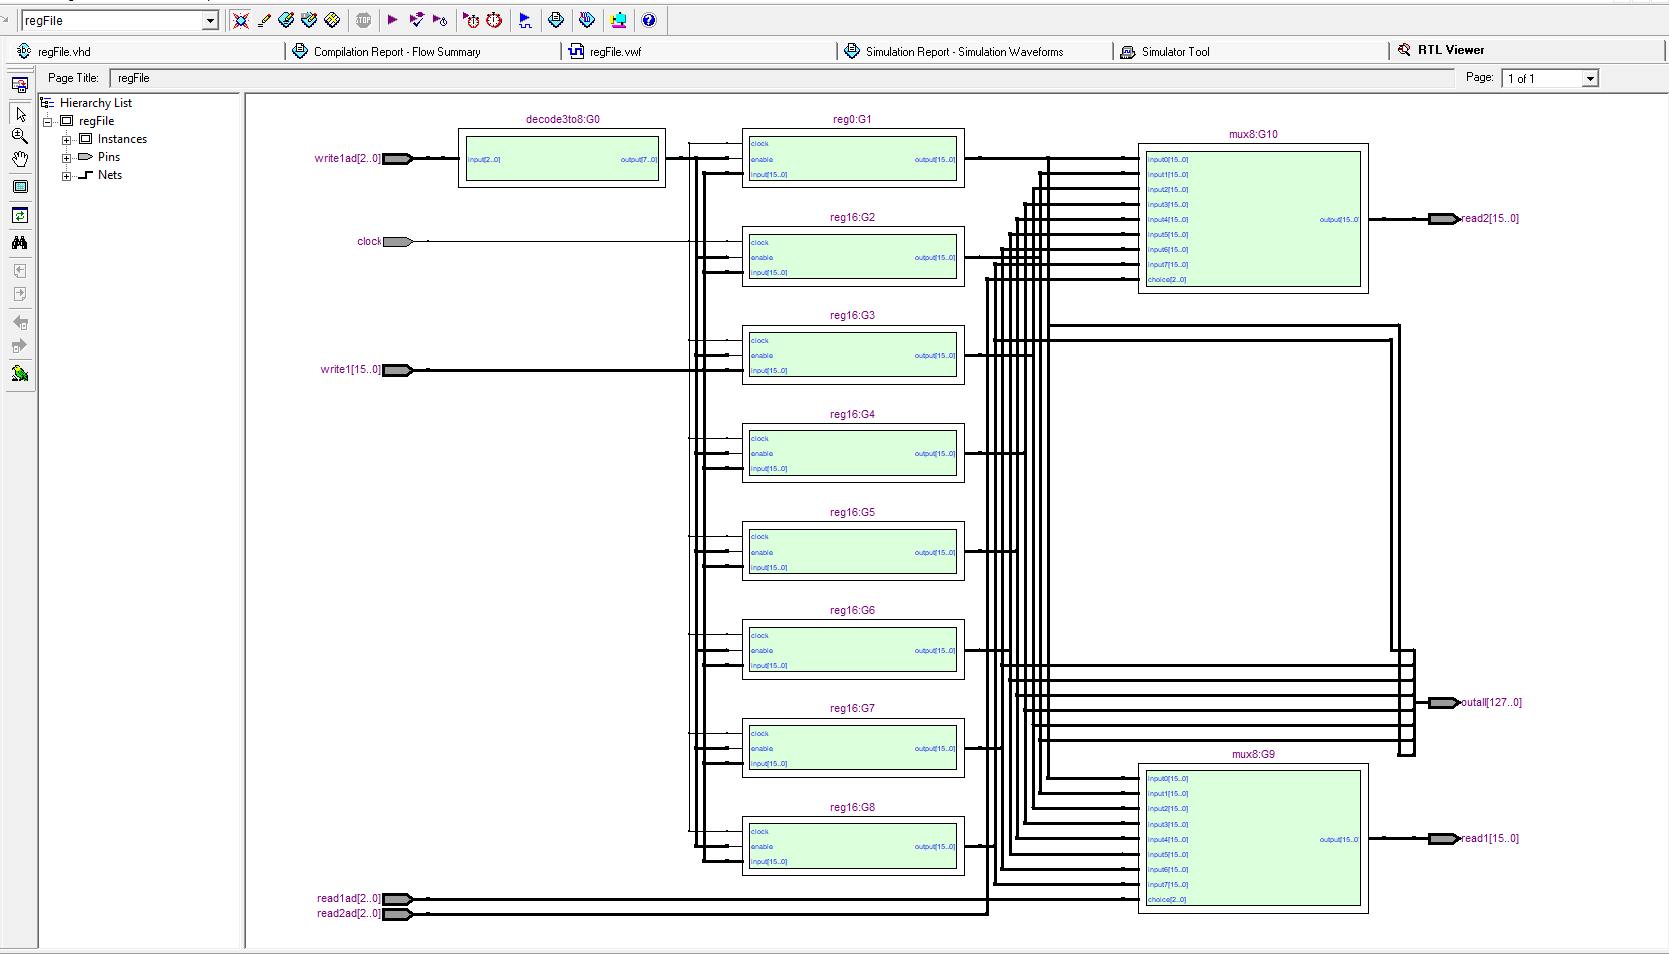 regFile
STOP
regFile.vhd
Compilation Report - Flow Summary
regFile.vwf
Simulation Report - Simulation Waveforms
Simulator Tool
RTL Viewer
Page Title:
regFile
Page:
1 of 1
Hierarchy List
regFile
Instances
Pins
Nets
write1ad[2..0]
clock
write1[15..0]
read1ad[2..0]
read2ad[2..0]
decode3to8:G0
input[2..0]
output[7..0]
reg0:G1
clock
enable
input[15..0]
output[15..0]
reg16:G2
clock
enable
input[15..0]
output[15..0]
reg16:G3
clock
enable
input[15..0]
output[15..0]
reg16:G4
clock
enable
input[15..0]
output[15..0]
reg16:G5
clock
enable
input[15..0]
output[15..0]
reg16:G6
clock
enable
input[15..0]
output[15..0]
reg16:G7
clock
enable
input[15..0]
output[15..0]
reg16:G8
clock
enable
input[15..0]
output[15..0]
mux8:G10
input0[15..0]
input1[15..0]
input2[15..0]
input3[15..0]
input4[15..0]
input5[15..0]
input6[15..0]
input7[15..0]
choice[2..0]
output[15..0]
read2[15..0]
outall[127..0]
mux8:G9
input0[15..0]
input1[15..0]
input2[15..0]
input3[15..0]
input4[15..0]
input5[15..0]
input6[15..0]
input7[15..0]
choice[2..0]
output[15..0]
read1[15..0]